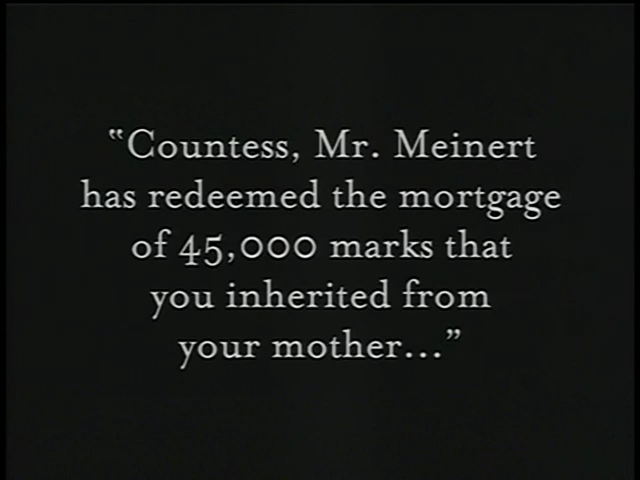 “Countess, Mr. Meinert
has redeemed the mortgage
of 45,000 marks that
you inherited from
your mother...”